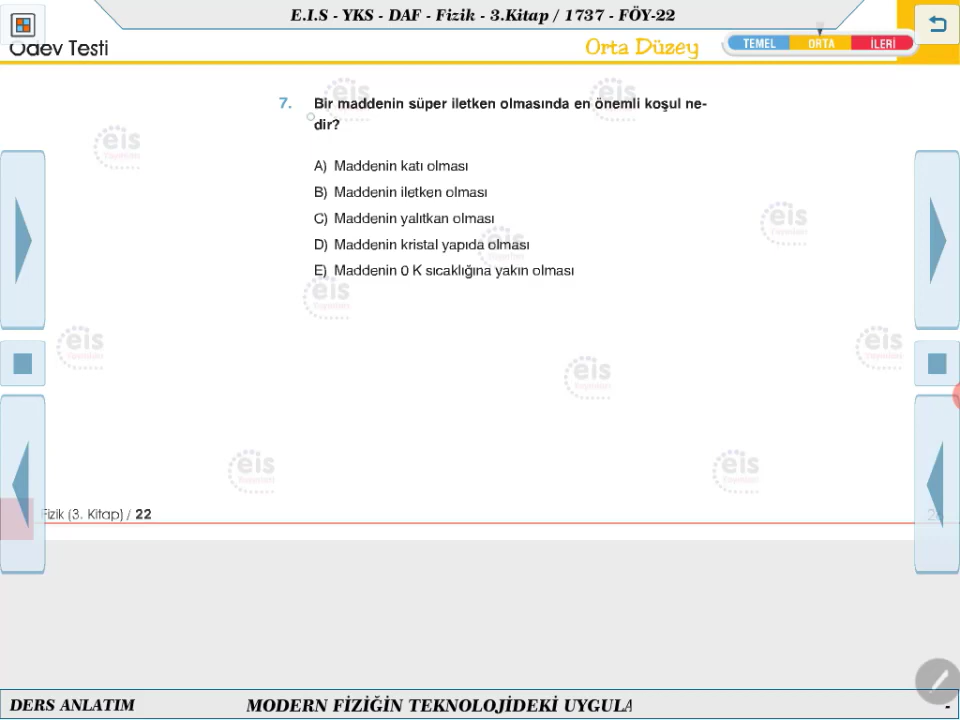 E.I.S - YKS - DAF - Fizik - 3.Kitap / 1737 - FÖY-22
Ödev Testi
Orta Düzey
TEMEL ORTA İLERİ
7. Bir maddenin süper iletken olmasında en önemli koşul ne-
dir?
A) Maddenin katı olması
B) Maddenin iletken olması
C) Maddenin yalıtkan olması
D) Maddenin kristal yapıda olması
E) Maddenin 0 K sıcaklığına yakın olması
eis
Yayınları
Fizik (3. Kitap) / 22
DERS ANLATIM
MODERN FİZİĞİN TEKNOLOJİDEKİ UYGULA
-